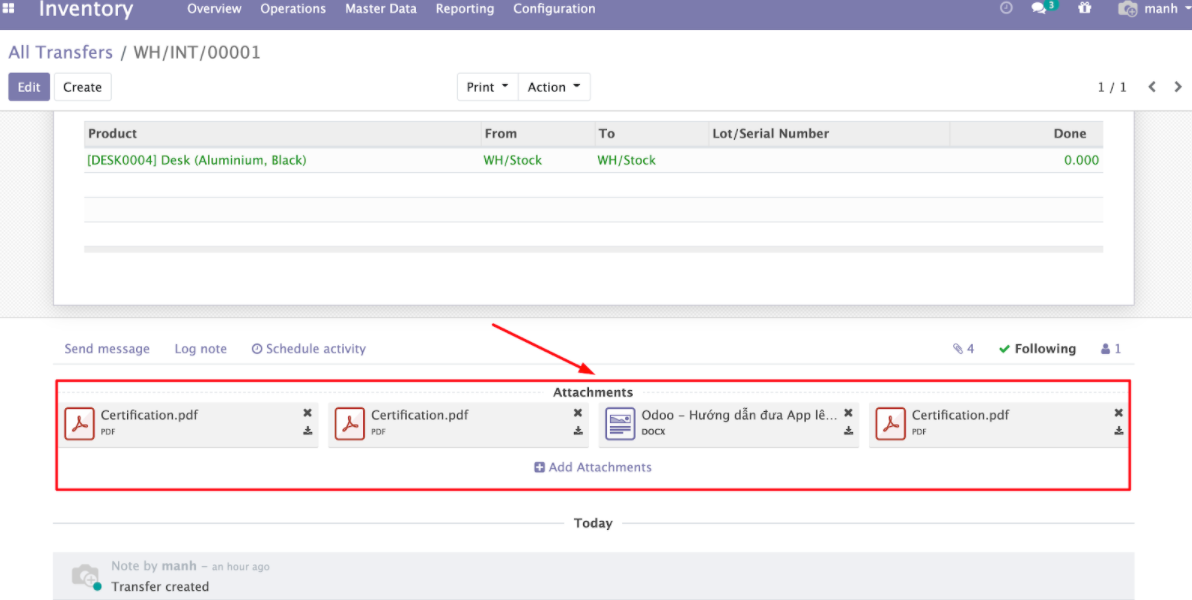 Inventory Overview Operations Master Data Reporting Configuration 3 manh
All Transfers / WH/INT/00001
Edit Create Print Action 1 / 1
Product From To Lot/Serial Number Done
[DESK0004] Desk (Aluminium, Black) WH/Stock WH/Stock 0.000
Send message Log note Schedule activity 4 Following 1
Attachments
Certification.pdf Certification.pdf Odoo – Hướng dẫn đưa App lê... Certification.pdf
PDF PDF DOCX PDF
Add Attachments
Today
Note by manh – an hour ago
Transfer created